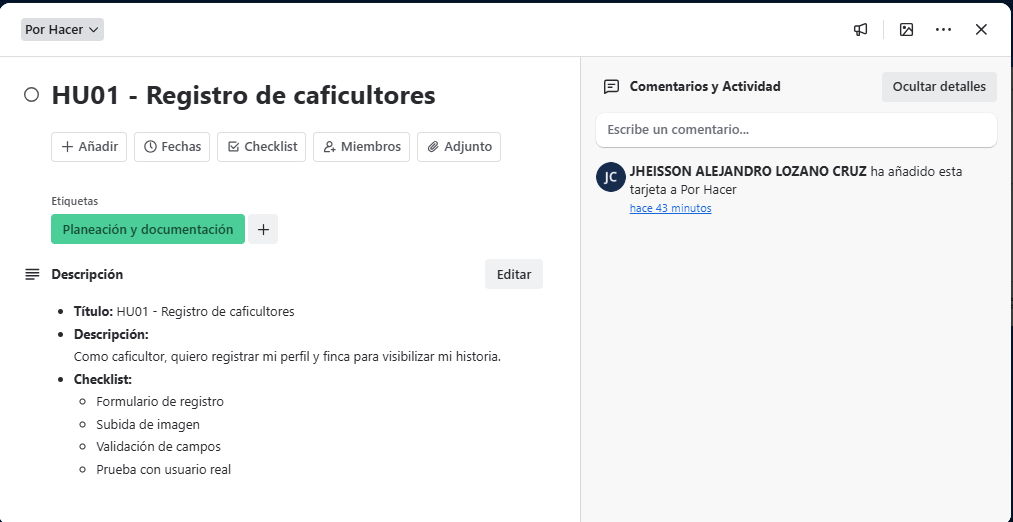 Por Hacer
HU01 - Registro de caficultores
Añadir
Fechas
Checklist
Miembros
Adjunto
Etiquetas
Planeación y documentación
Descripción
Editar
Título: HU01 - Registro de caficultores
Descripción:
Como caficultor, quiero registrar mi perfil y finca para visibilizar mi historia.
Checklist:
Formulario de registro
Subida de imagen
Validación de campos
Prueba con usuario real
Comentarios y Actividad
Ocultar detalles
Escribe un comentario...
JC
JHEISSON ALEJANDRO LOZANO CRUZ ha añadido esta
tarjeta a Por Hacer
hace 43 minutos